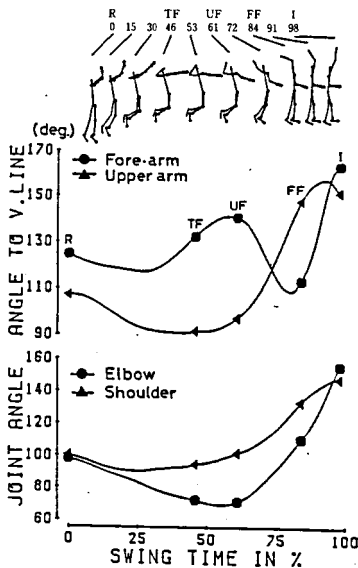 R TF UF FF I
0 15 30 46 53 61 72 84 91 98
(deg.)
170
150
130
110
90
ANGLE TO V. LINE
Fore-arm
Upper arm
R
TF
UF
FF
I
160
140
120
100
80
60
JOINT ANGLE
Elbow
Shoulder
0 25 50 75 100
SWING TIME IN %